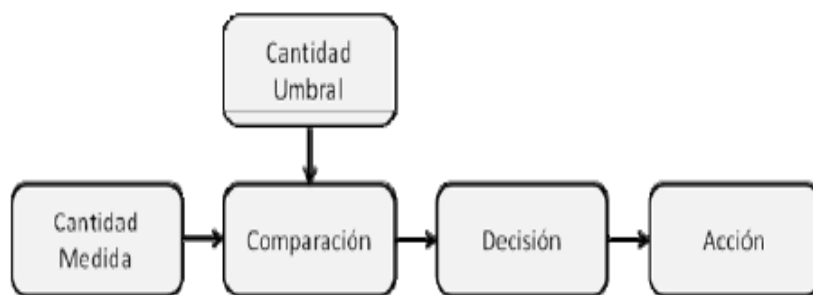 Cantidad
Umbral
Cantidad
Medida
Comparación
Decisión
Acción